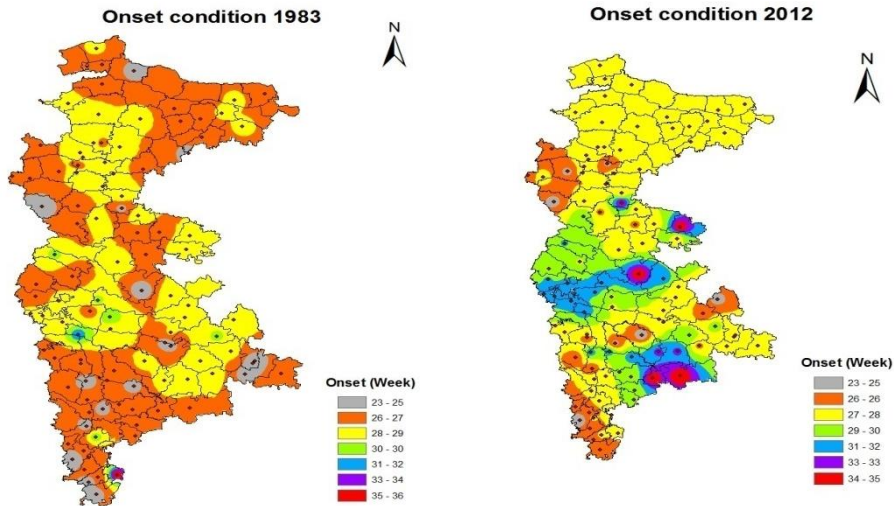 Onset condition 1983
N
Onset (Week)
23 - 25
26 - 27
28 - 29
30 - 30
31 - 32
33 - 34
35 - 36
Onset condition 2012
N
Onset (Week)
23 - 25
26 - 26
27 - 28
29 - 30
31 - 32
33 - 33
34 - 35